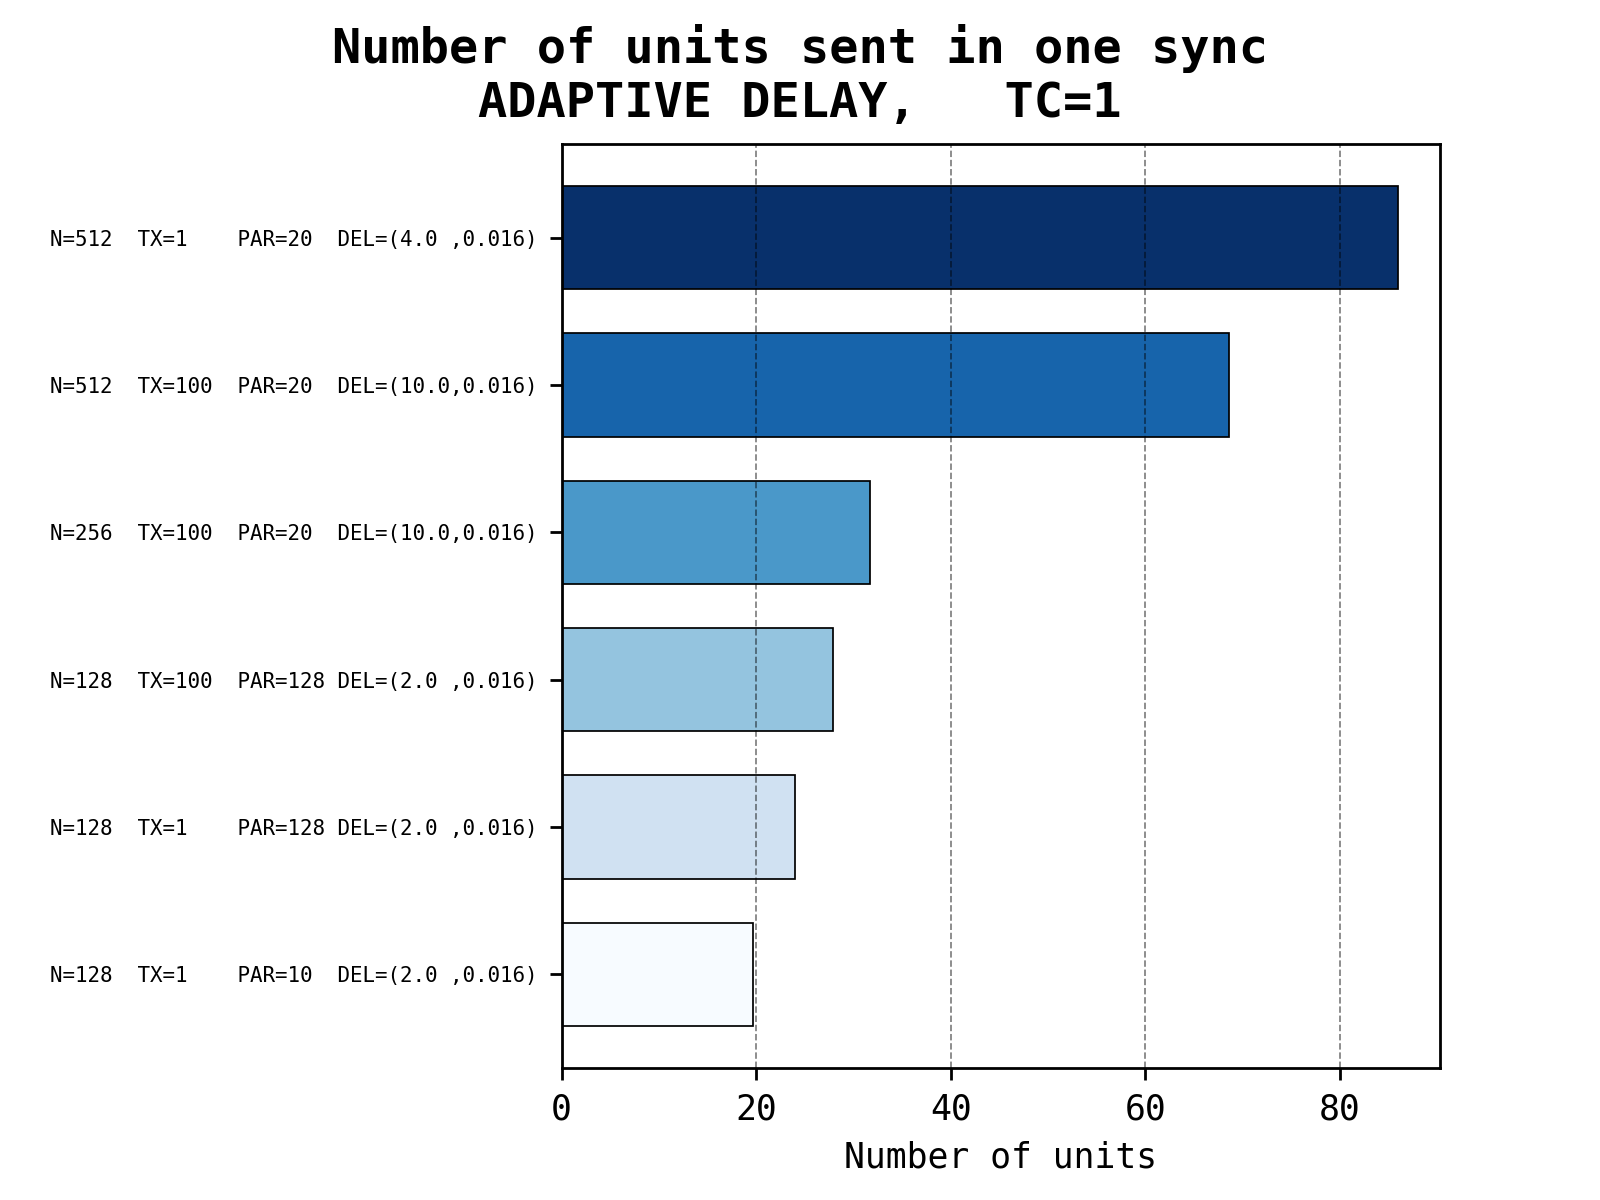 Number of units sent in one sync
ADAPTIVE DELAY,   TC=1
N=512  TX=1    PAR=20  DEL=(4.0 ,0.016)
N=512  TX=100  PAR=20  DEL=(10.0,0.016)
N=256  TX=100  PAR=20  DEL=(10.0,0.016)
N=128  TX=100  PAR=128 DEL=(2.0 ,0.016)
N=128  TX=1    PAR=128 DEL=(2.0 ,0.016)
N=128  TX=1    PAR=10  DEL=(2.0 ,0.016)
0 20 40 60 80
Number of units